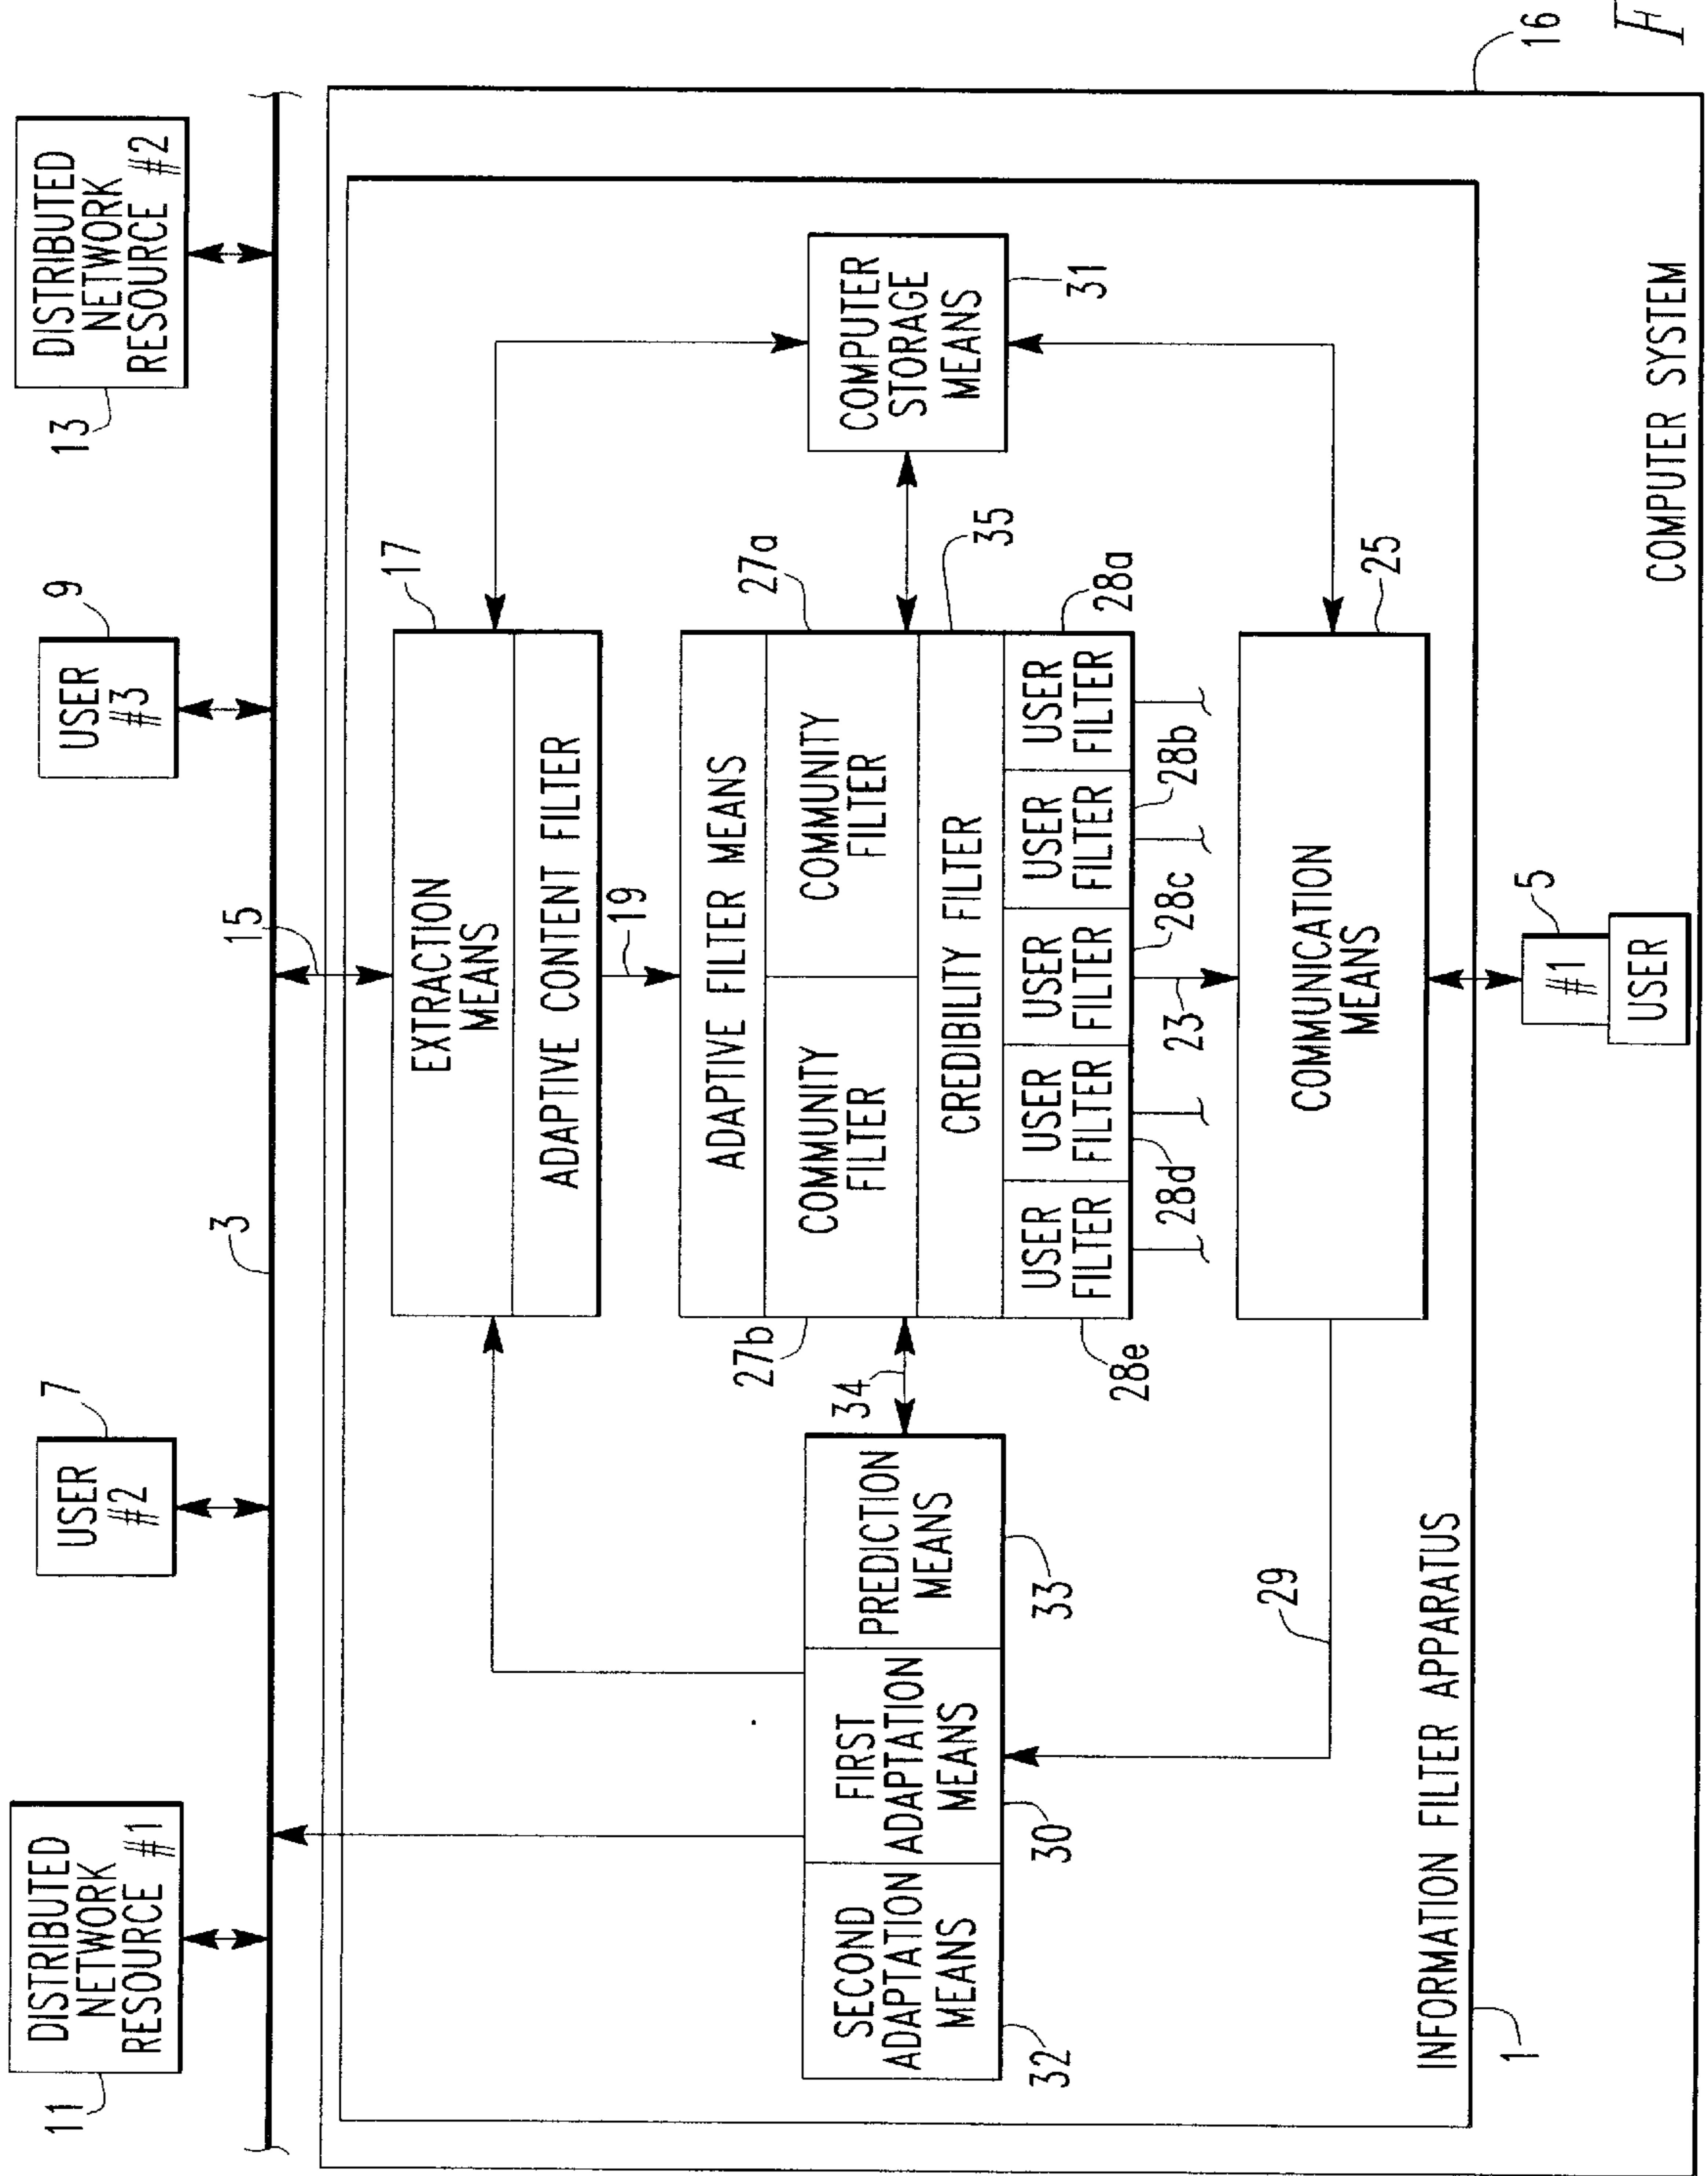 11
DISTRIBUTED
NETWORK
RESOURCE #1
7
USER
#2
9
USER
#3
13
DISTRIBUTED
NETWORK
RESOURCE #2
3
15
17
EXTRACTION
MEANS
ADAPTIVE CONTENT FILTER
19
ADAPTIVE FILTER MEANS
27b
COMMUNITY
FILTER
COMMUNITY
FILTER
27a
34
CREDIBILITY FILTER
35
28e
USER
FILTER
USER
FILTER
USER
FILTER
USER
FILTER
USER
FILTER
28a
28d
23
28c
28b
SECOND
ADAPTATION
MEANS
FIRST
ADAPTATION
MEANS
PREDICTION
MEANS
32
30
33
COMPUTER
STORAGE
MEANS
31
29
COMMUNICATION
MEANS
25
INFORMATION FILTER APPARATUS
1
5
#1
USER
16
COMPUTER SYSTEM